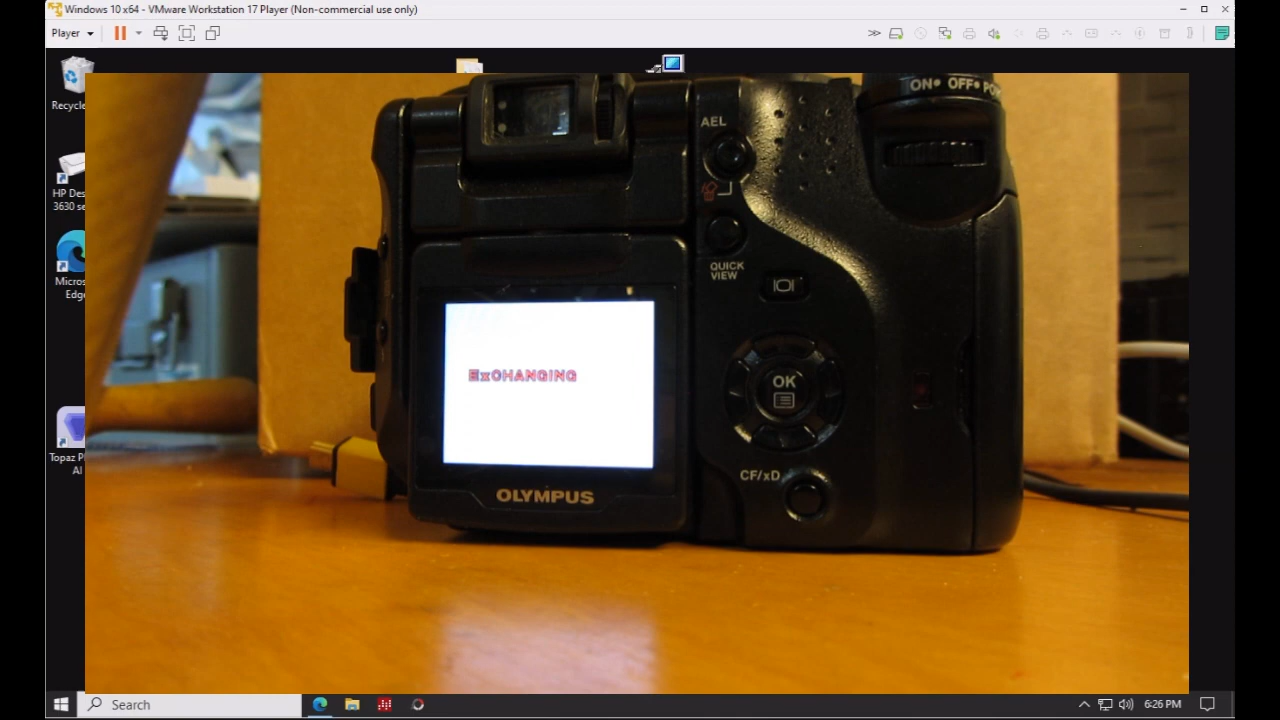 Windows 10 x64 - VMware Workstation 17 Player (Non-commercial use only)
Player
Recycle
HP Des
3630 se
Micros
Edge
Topaz P
AI
ON• OFF• POW
AEL
QUICK
VIEW
ExCHANGING
OK
CF/xD
OLYMPUS
Search
6:26 PM